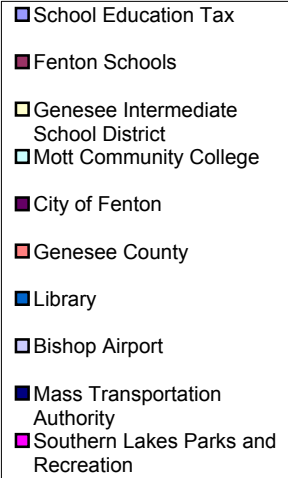 School Education Tax
Fenton Schools
Genesee Intermediate
School District
Mott Community College
City of Fenton
Genesee County
Library
Bishop Airport
Mass Transportation
Authority
Southern Lakes Parks and
Recreation